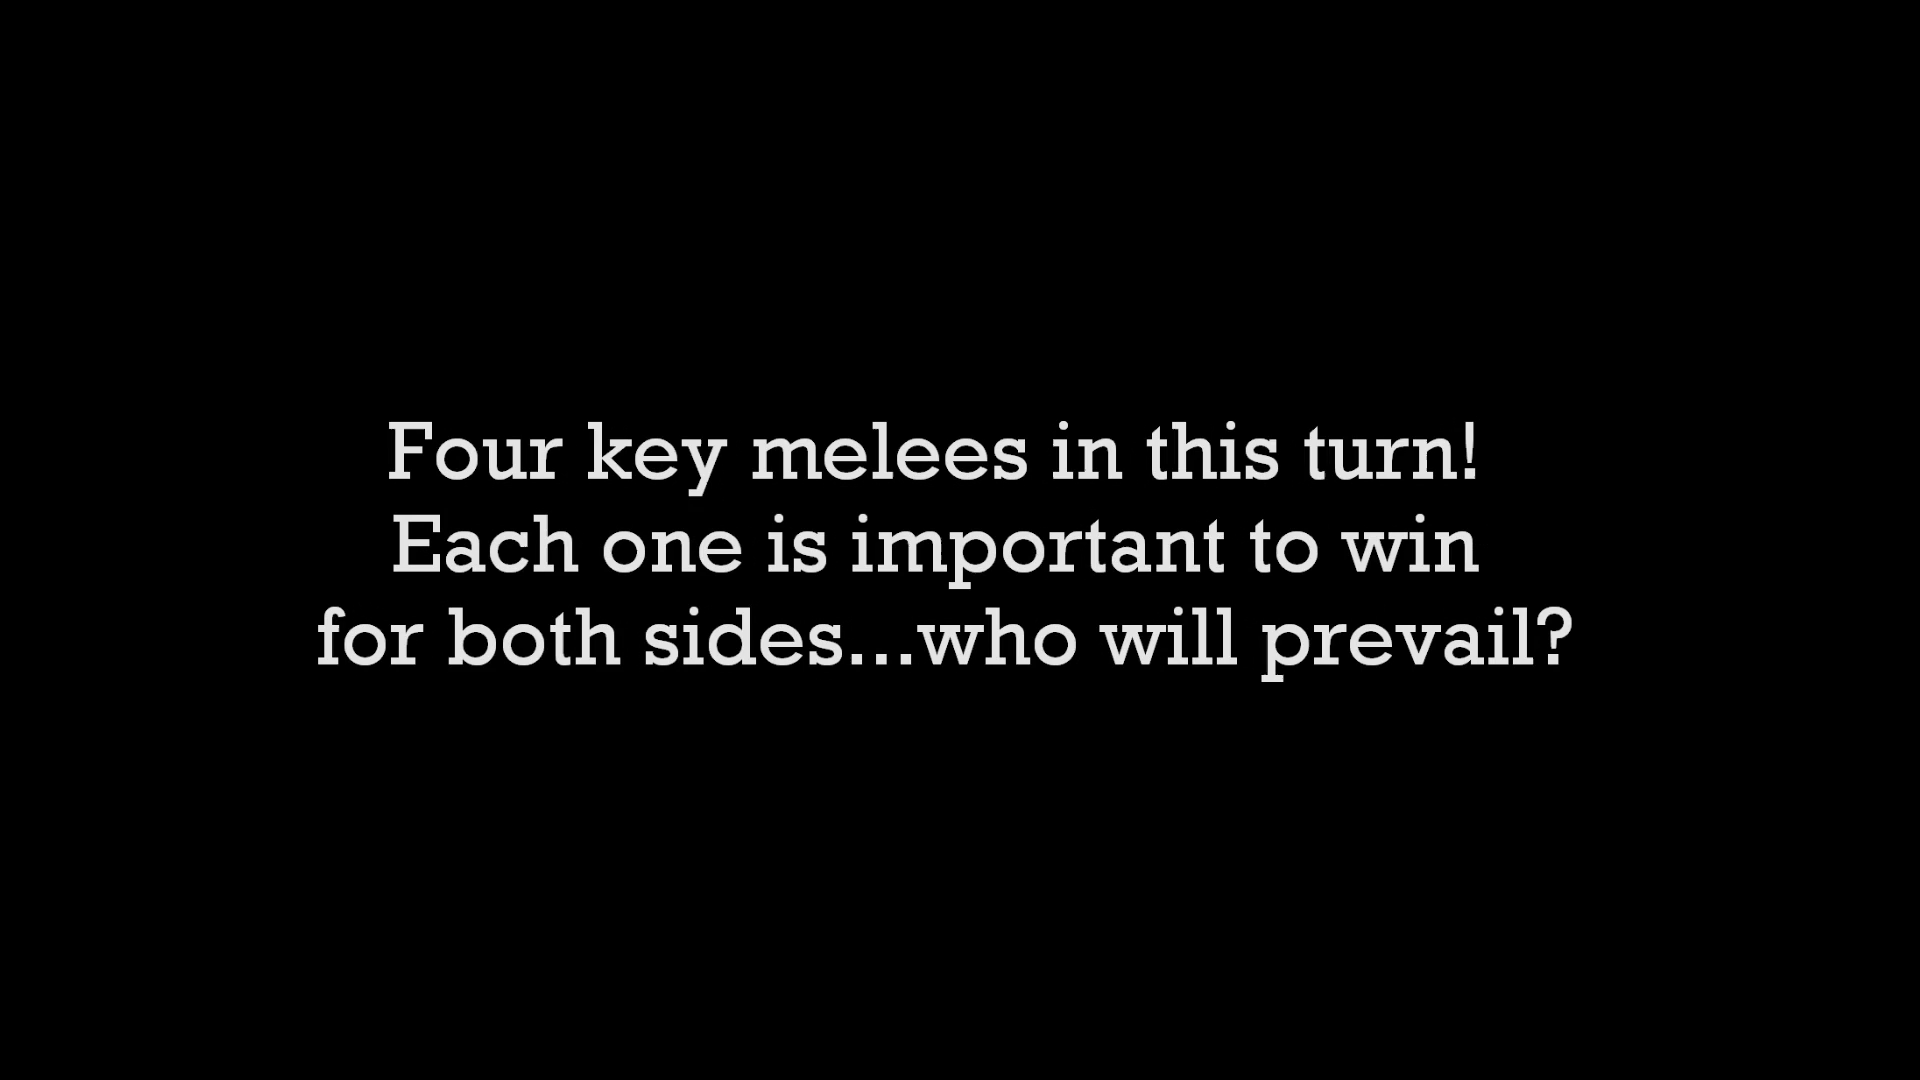 Four key melees in this turn!
Each one is important to win
for both sides...who will prevail?